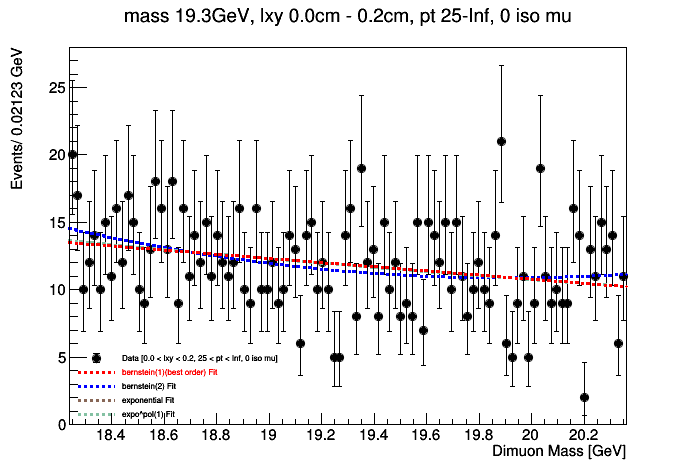 mass 19.3GeV, lxy 0.0cm - 0.2cm, pt 25-Inf, 0 iso mu
Events/ 0.02123 GeV
25
20
15
10
5
0
Data [0.0 < lxy < 0.2, 25 < pt < Inf, 0 iso mu]
bernstein(1)(best order) Fit
bernstein(2) Fit
exponential Fit
expo*pol(1) Fit
18.4 18.6 18.8 19 19.2 19.4 19.6 19.8 20 20.2
Dimuon Mass [GeV]